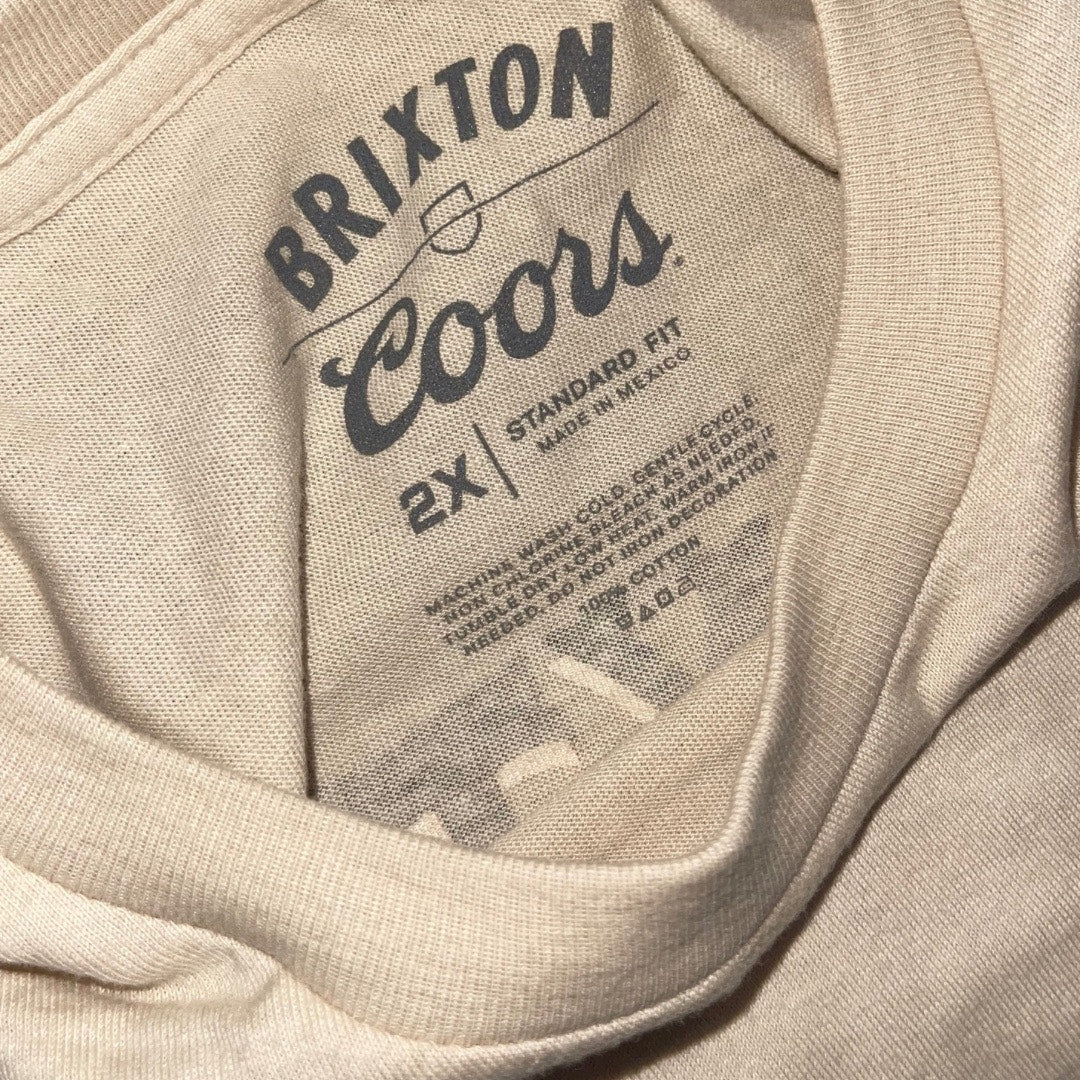 BRIXTON
Coors.
2X
STANDARD FIT
MADE IN MEXICO
MACHINE WASH COLD. GENTLE CYCLE.
NON CHLORINE BLEACH AS NEEDED.
TUMBLE DRY LOW HEAT. WARM IRON IF
NEEDED. DO NOT IRON DECORATION
100% COTTON